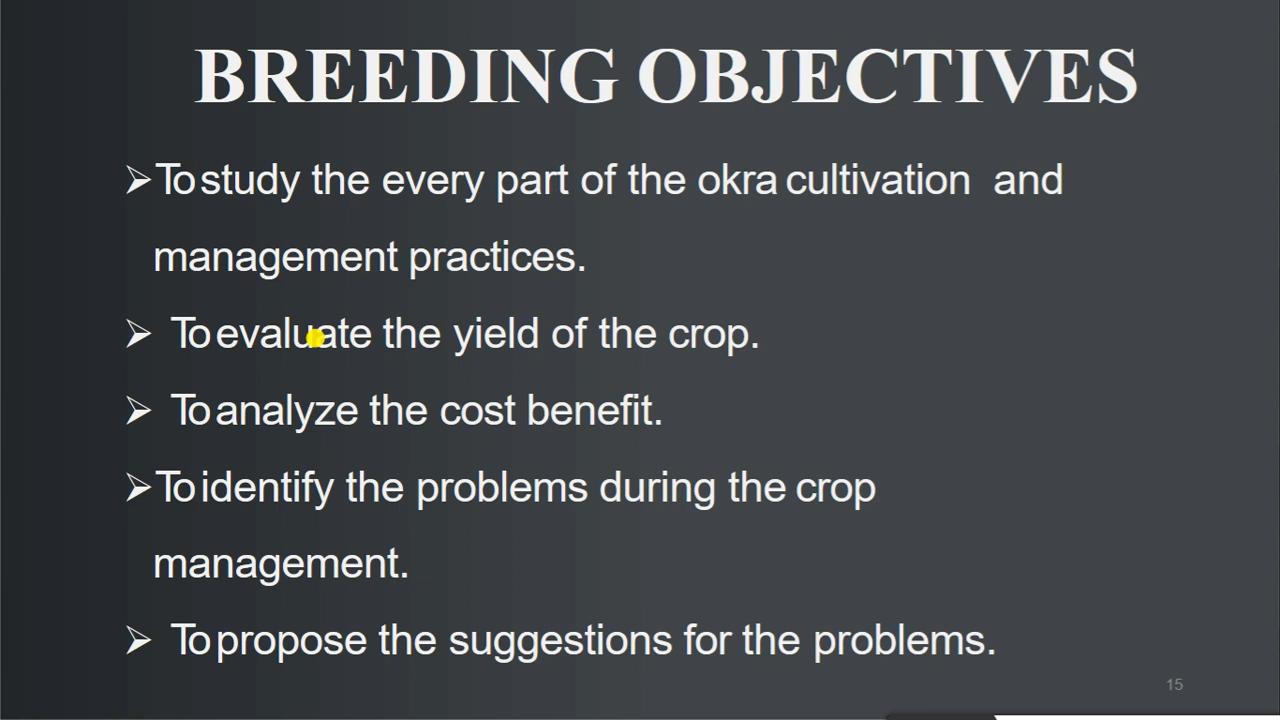 BREEDING OBJECTIVES
➢To study the every part of the okra cultivation and
management practices.
➢ To evaluate the yield of the crop.
➢ To analyze the cost benefit.
➢To identify the problems during the crop
management.
➢ To propose the suggestions for the problems.
15